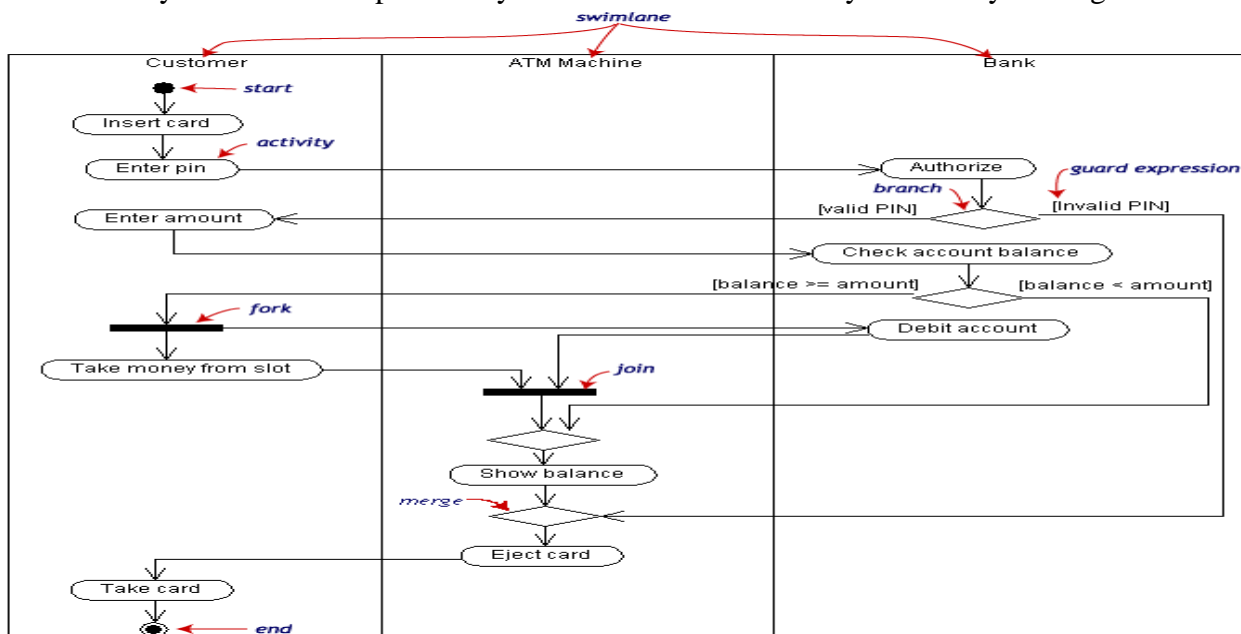 swimlane
Customer
ATM Machine
Bank
start
Insert card
activity
Enter pin
Authorize
guard expression
branch
Enter amount
[valid PIN]
[Invalid PIN]
Check account balance
[balance >= amount]
[balance < amount]
fork
Debit account
Take money from slot
join
Show balance
merge
Eject card
Take card
end